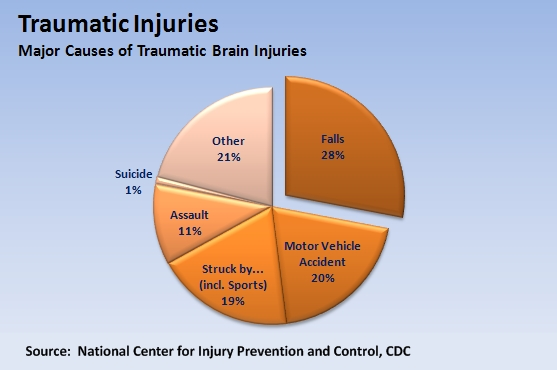 Traumatic Injuries
Major Causes of Traumatic Brain Injuries
Falls
28%
Other
21%
Suicide
1%
Assault
11%
Motor Vehicle
Accident
20%
Struck by...
(incl. Sports)
19%
Source: National Center for Injury Prevention and Control, CDC